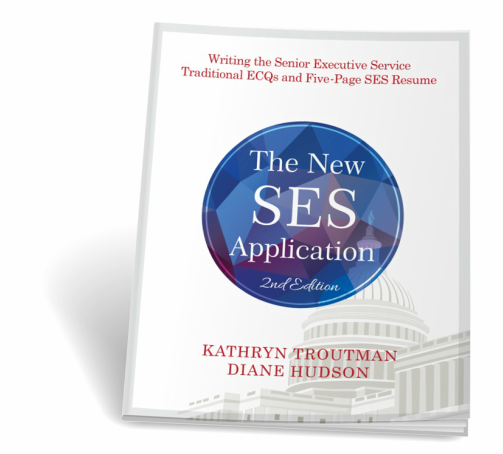 Writing the Senior Executive Service
Traditional ECQs and Five-Page SES Resume
The New
SES
Application
2nd Edition
KATHRYN TROUTMAN
DIANE HUDSON